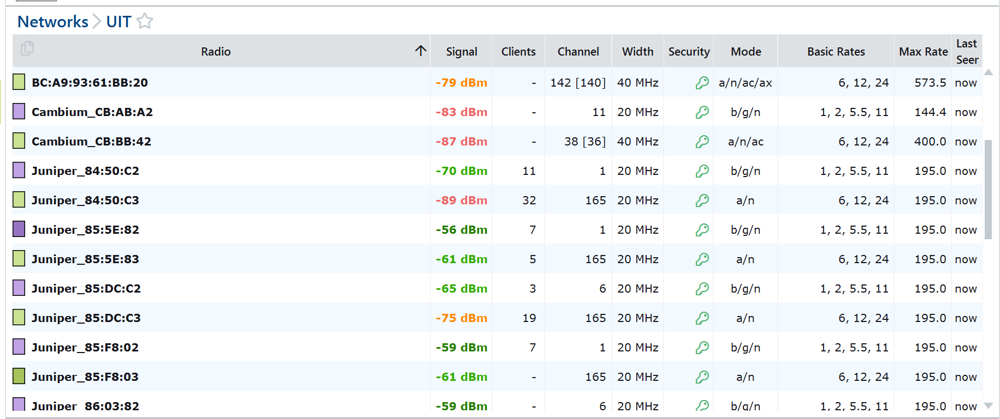 Networks > UIT
Radio Signal Clients Channel Width Security Mode Basic Rates Max Rate Last Seen
BC:A9:93:61:BB:20 -79 dBm - 142 [140] 40 MHz a/n/ac/ax 6, 12, 24 573.5 now
Cambium_CB:AB:A2 -83 dBm - 11 20 MHz b/g/n 1, 2, 5.5, 11 144.4 now
Cambium_CB:BB:42 -87 dBm - 38 [36] 40 MHz a/n/ac 6, 12, 24 400.0 now
Juniper_84:50:C2 -70 dBm 11 1 20 MHz b/g/n 1, 2, 5.5, 11 195.0 now
Juniper_84:50:C3 -89 dBm 32 165 20 MHz a/n 6, 12, 24 195.0 now
Juniper_85:5E:82 -56 dBm 7 1 20 MHz b/g/n 1, 2, 5.5, 11 195.0 now
Juniper_85:5E:83 -61 dBm 5 165 20 MHz a/n 6, 12, 24 195.0 now
Juniper_85:DC:C2 -65 dBm 3 6 20 MHz b/g/n 1, 2, 5.5, 11 195.0 now
Juniper_85:DC:C3 -75 dBm 19 165 20 MHz a/n 6, 12, 24 195.0 now
Juniper_85:F8:02 -59 dBm 7 1 20 MHz b/g/n 1, 2, 5.5, 11 195.0 now
Juniper_85:F8:03 -61 dBm - 165 20 MHz a/n 6, 12, 24 195.0 now
Juniper_86:03:82 -59 dBm - 6 20 MHz b/g/n 1, 2, 5.5, 11 195.0 now